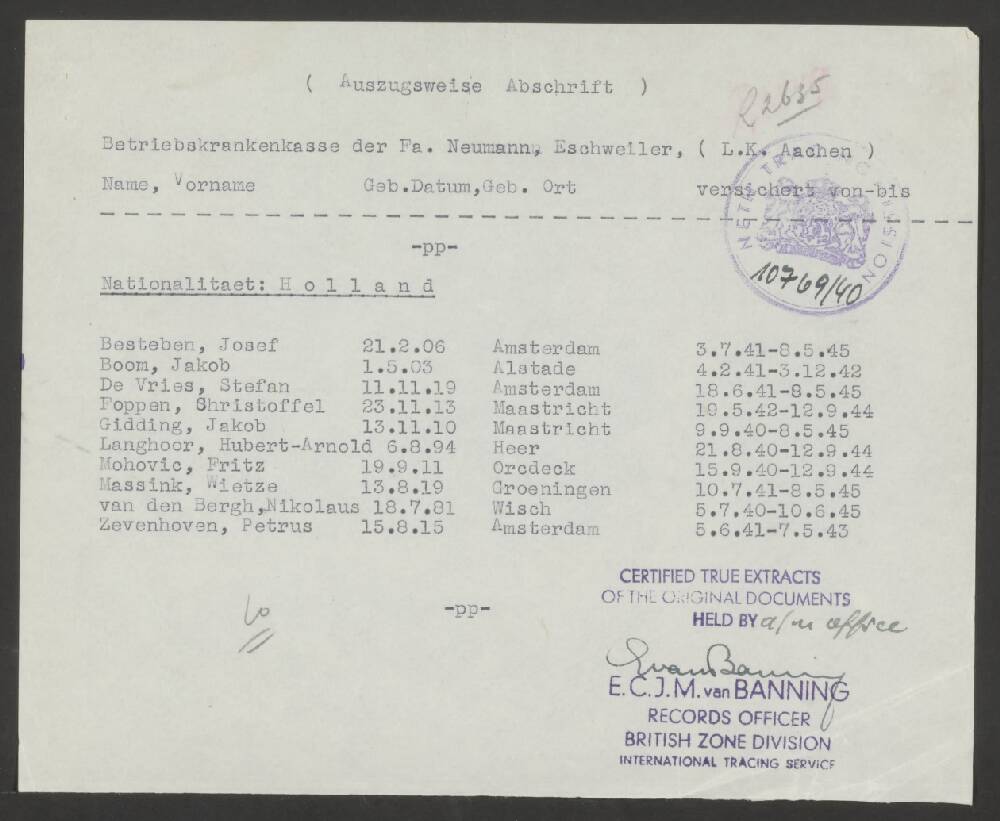 ( Auszugsweise Abschrift )
R 2635
Betriebskrankenkasse der Fa. Neumann, Eschweiler, ( L.K. Aachen )
Name, Vorname Geb.Datum,Geb. Ort versichert von-bis
-pp-
10769/40
Nationalitaet: H o l l a n d
Besteben, Josef 21.2.06 Amsterdam 3.7.41-8.5.45
Boom, Jakob 1.5.03 Alstade 4.2.41-3.12.42
De Vries, Stefan 11.11.19 Amsterdam 18.6.41-8.5.45
Foppen, Shristoffel 23.11.13 Maastricht 19.5.42-12.9.44
Gidding, Jakob 13.11.10 Maastricht 9.9.40-8.5.45
Langhoor, Hubert-Arnold 6.8.94 Heer 21.8.40-12.9.44
Mohovic, Fritz 19.9.11 Oredeck 15.9.40-12.9.44
Massink, Wietze 13.8.19 Groeningen 10.7.41-8.5.45
van den Bergh,Nikolaus 18.7.81 Wisch 5.7.40-10.6.45
Zevenhoven, Petrus 15.8.15 Amsterdam 5.6.41-7.5.43
CERTIFIED TRUE EXTRACTS
OF THE ORIGINAL DOCUMENTS
HELD BY a/m office
-pp-
10
EvanBanning
E.C.J.M. van BANNING
RECORDS OFFICER
BRITISH ZONE DIVISION
INTERNATIONAL TRACING SERVICE